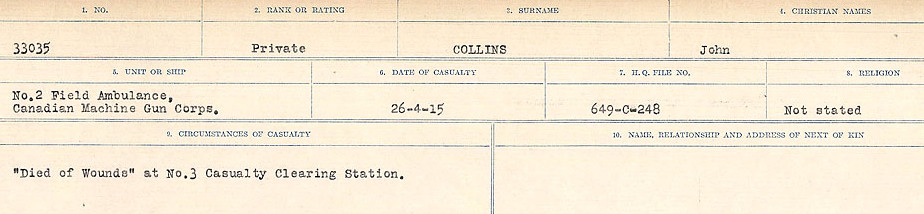 1. NO. 2. RANK OR RATING 3. SURNAME 4. CHRISTIAN NAMES
33035 Private COLLINS John
5. UNIT OR SHIP 6. DATE OF CASUALTY 7. H.Q. FILE NO. 8. RELIGION
No.2 Field Ambulance,
Canadian Machine Gun Corps. 26-4-15 649-C-248 Not stated
9. CIRCUMSTANCES OF CASUALTY 10. NAME, RELATIONSHIP AND ADDRESS OF NEXT OF KIN
"Died of Wounds" at No.3 Casualty Clearing Station.